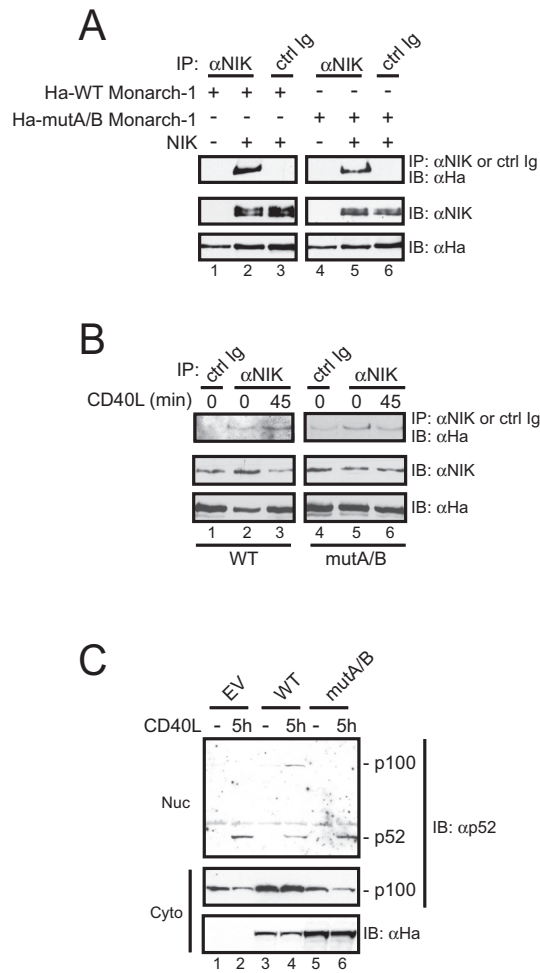 A
IP: αNIK ctrl Ig αNIK ctrl Ig
Ha-WT Monarch-1 + + + - - -
Ha-mutA/B Monarch-1 - - - + + +
NIK - + + - + +
IP: αNIK or ctrl Ig
IB: αHa
IB: αNIK
IB: αHa
1 2 3 4 5 6
B
IP: ctrl Ig αNIK ctrl Ig αNIK
CD40L (min) 0 0 45 0 0 45
IP: αNIK or ctrl Ig
IB: αHa
IB: αNIK
IB: αHa
1 2 3 4 5 6
WT mutA/B
C
EV WT mutA/B
CD40L - 5h - 5h - 5h
- p100
Nuc
IB: αp52
- p52
- p100
Cyto
IB: αHa
1 2 3 4 5 6